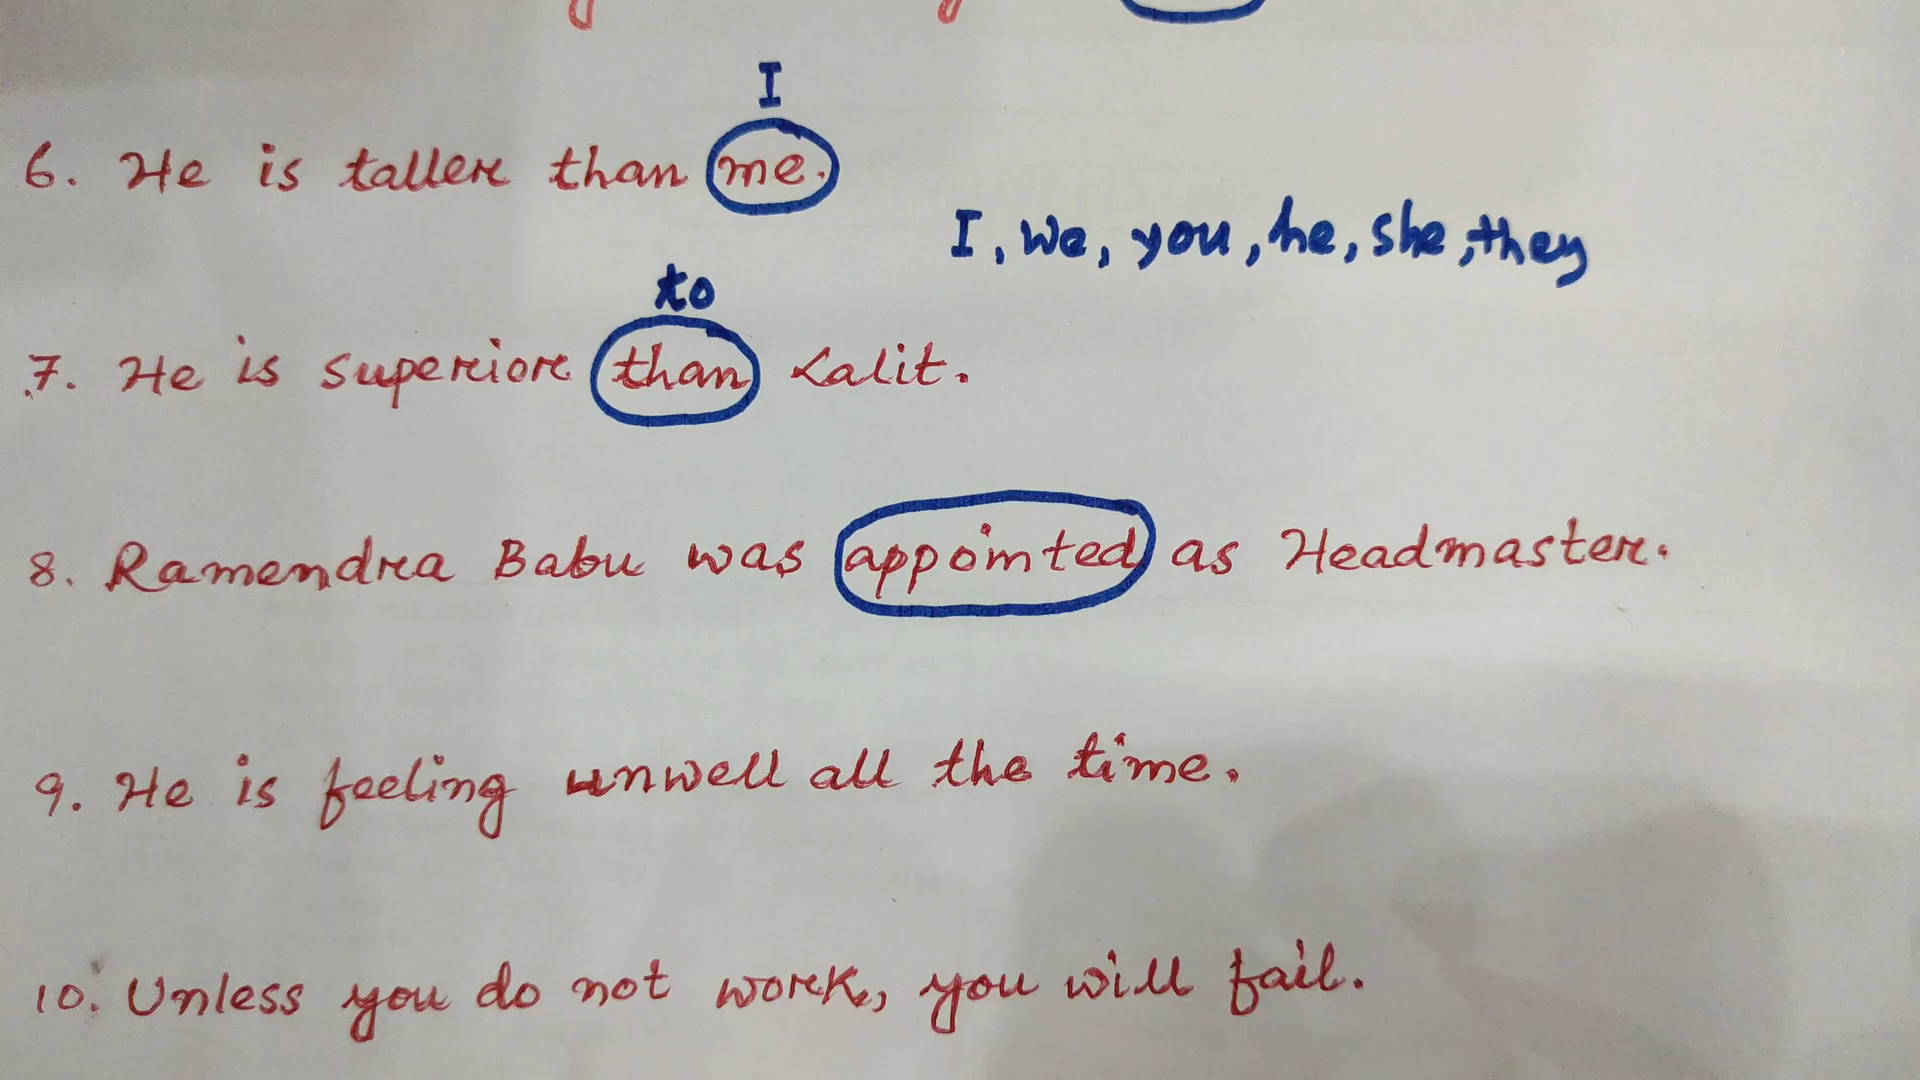 I
6. He is taller than me.
I, we, you, he, she, they
to
7. He is superior than Lalit.
8. Ramendra Babu was appointed as Headmaster.
9. He is feeling unwell all the time.
10. Unless you do not work, you will fail.